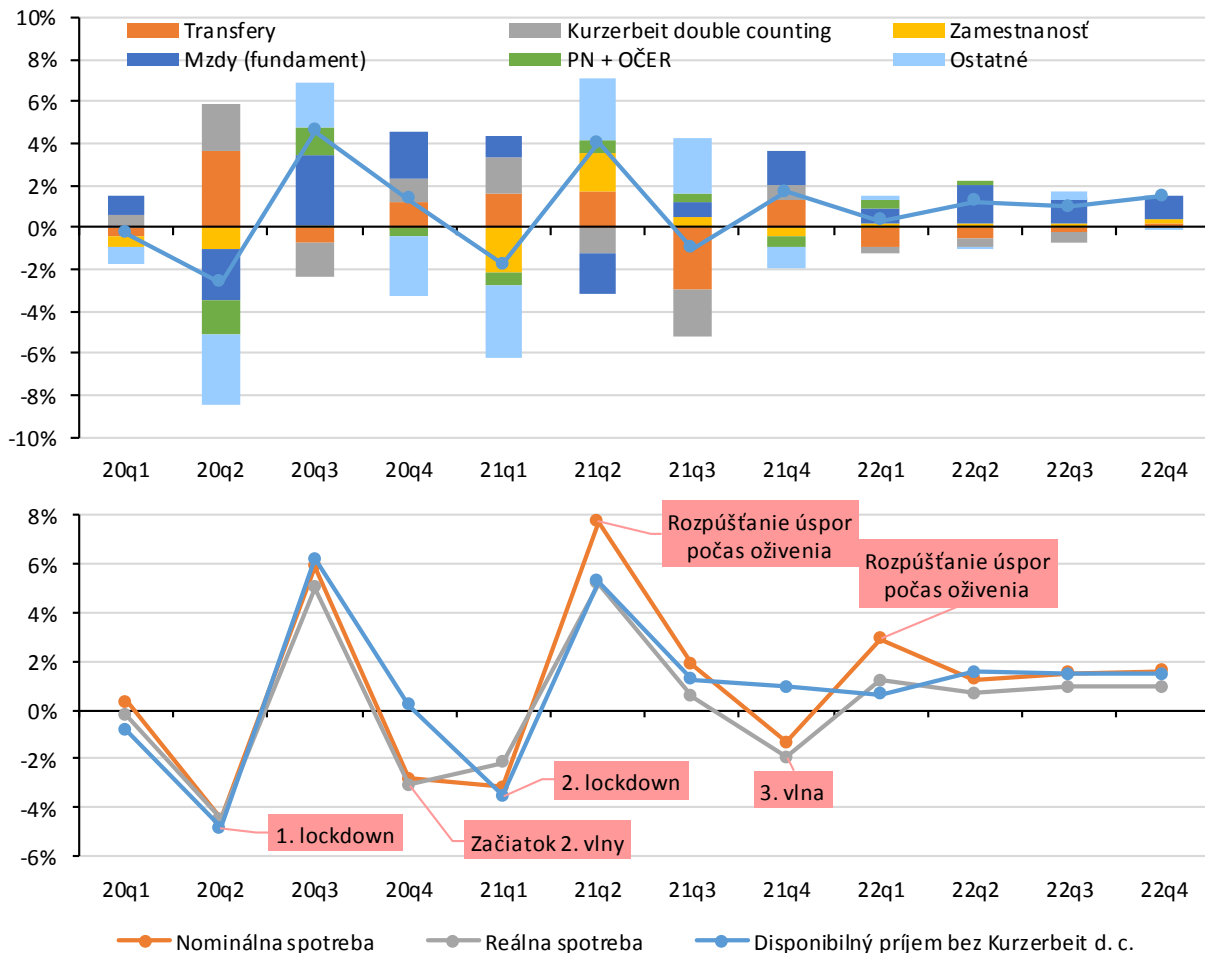 10%
8%
6%
4%
2%
0%
-2%
-4%
-6%
-8%
-10%
Transfery
Kurzerbeit double counting
Zamestnanosť
Mzdy (fundament)
PN + OČER
Ostatné
20q1 20q2 20q3 20q4 21q1 21q2 21q3 21q4 22q1 22q2 22q3 22q4
8%
6%
4%
2%
0%
-2%
-4%
-6%
Rozpúšťanie úspor
počas oživenia
Rozpúšťanie úspor
počas oživenia
2. lockdown
3. vlna
1. lockdown
Začiatok 2. vlny
20q1 20q2 20q3 20q4 21q1 21q2 21q3 21q4 22q1 22q2 22q3 22q4
Nominálna spotreba
Reálna spotreba
Disponibilný príjem bez Kurzerbeit d. c.